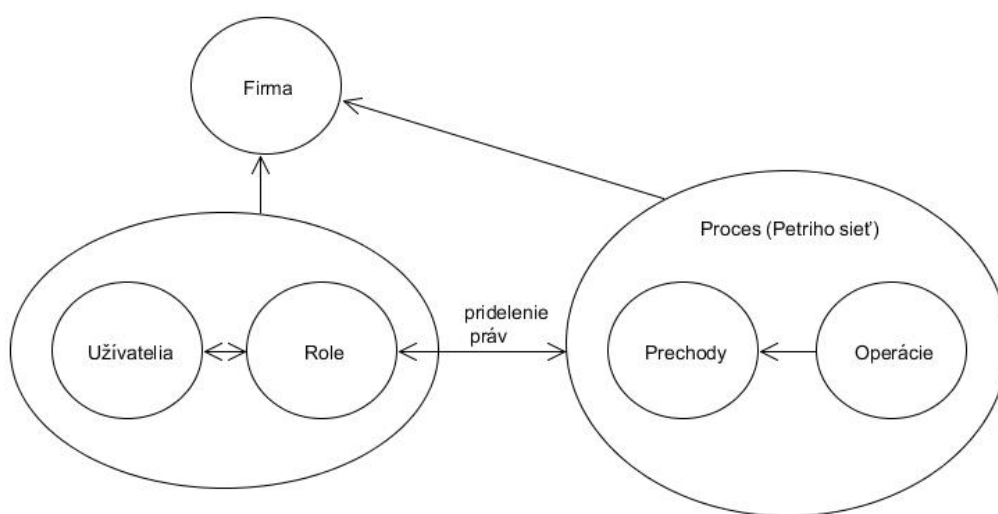 Firma
Proces (Petriho sieť)
pridelenie
práv
Užívatelia
Role
Prechody
Operácie